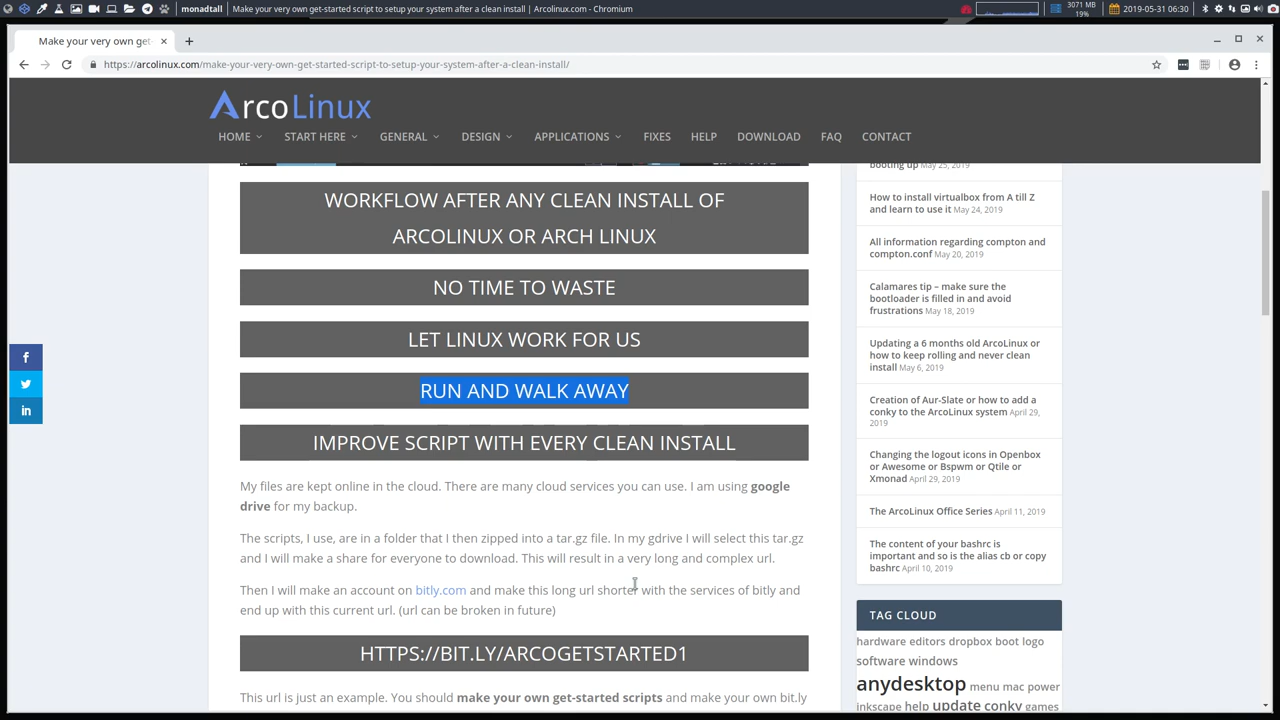 monadtall
Make your very own get-started script to setup your system after a clean install | Arcolinux.com - Chromium
3071 MB
19%
2019-05-31 06:30
Make your very own get
https://arcolinux.com/make-your-very-own-get-started-script-to-setup-your-system-after-a-clean-install/
ArcoLinux
HOME START HERE GENERAL DESIGN APPLICATIONS FIXES HELP DOWNLOAD FAQ CONTACT
WORKFLOW AFTER ANY CLEAN INSTALL OF
ARCOLINUX OR ARCH LINUX
NO TIME TO WASTE
LET LINUX WORK FOR US
RUN AND WALK AWAY
IMPROVE SCRIPT WITH EVERY CLEAN INSTALL
My files are kept online in the cloud. There are many cloud services you can use. I am using google
drive for my backup.
The scripts, I use, are in a folder that I then zipped into a tar.gz file. In my gdrive I will select this tar.gz
and I will make a share for everyone to download. This will result in a very long and complex url.
Then I will make an account on bitly.com and make this long url shorter with the services of bitly and
end up with this current url. (url can be broken in future)
HTTPS://BIT.LY/ARCOGETSTARTED1
This url is just an example. You should make your own get-started scripts and make your own bit.ly
booting up May 25, 2019
How to install virtualbox from A till Z
and learn to use it May 24, 2019
All information regarding compton and
compton.conf May 20, 2019
Calamares tip – make sure the
bootloader is filled in and avoid
frustrations May 18, 2019
Updating a 6 months old ArcoLinux or
how to keep rolling and never clean
install May 6, 2019
Creation of Aur-Slate or how to add a
conky to the ArcoLinux system April 29,
2019
Changing the logout icons in Openbox
or Awesome or Bspwm or Qtile or
Xmonad April 29, 2019
The ArcoLinux Office Series April 11, 2019
The content of your bashrc is
important and so is the alias cb or copy
bashrc April 10, 2019
TAG CLOUD
hardware editors dropbox boot logo
software windows
anydesktop menu mac power
inkscape help update conky games